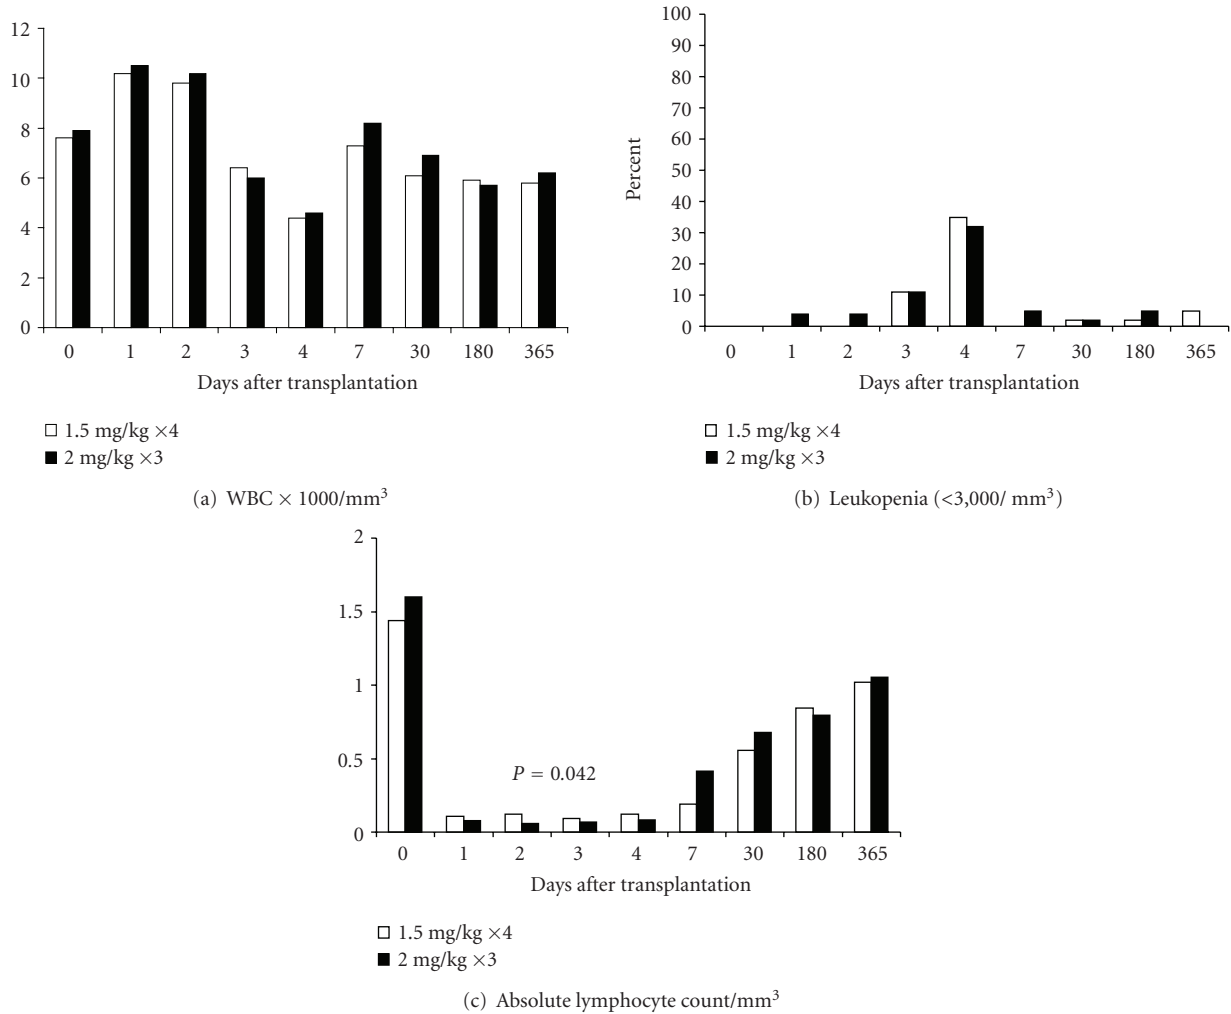 12
10
8
6
4
2
0
0 1 2 3 4 7 30 180 365
Days after transplantation
1.5 mg/kg ×4
2 mg/kg ×3
(a) WBC × 1000/mm³
100
90
80
70
60
50
40
30
20
10
0
Percent
0 1 2 3 4 7 30 180 365
Days after transplantation
1.5 mg/kg ×4
2 mg/kg ×3
(b) Leukopenia (<3,000/ mm³)
2
1.5
1
0.5
0
P = 0.042
0 1 2 3 4 7 30 180 365
Days after transplantation
1.5 mg/kg ×4
2 mg/kg ×3
(c) Absolute lymphocyte count/mm³